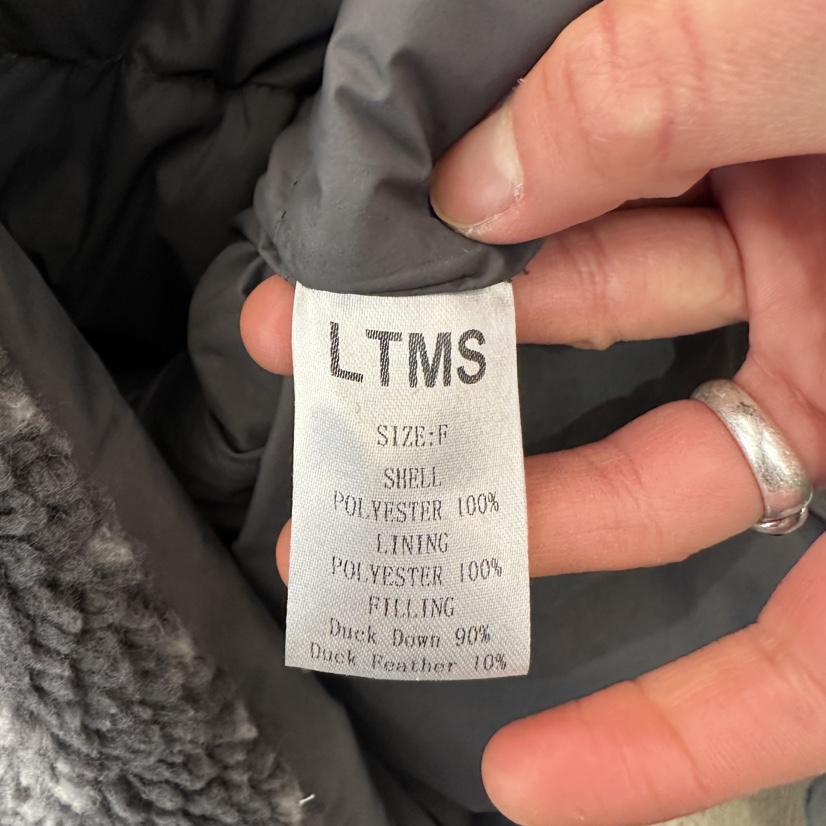 LTMS
SIZE:F
SHELL
POLYESTER 100%
LINING
POLYESTER 100%
FILLING
Duck Down 90%
Duck Feather 10%